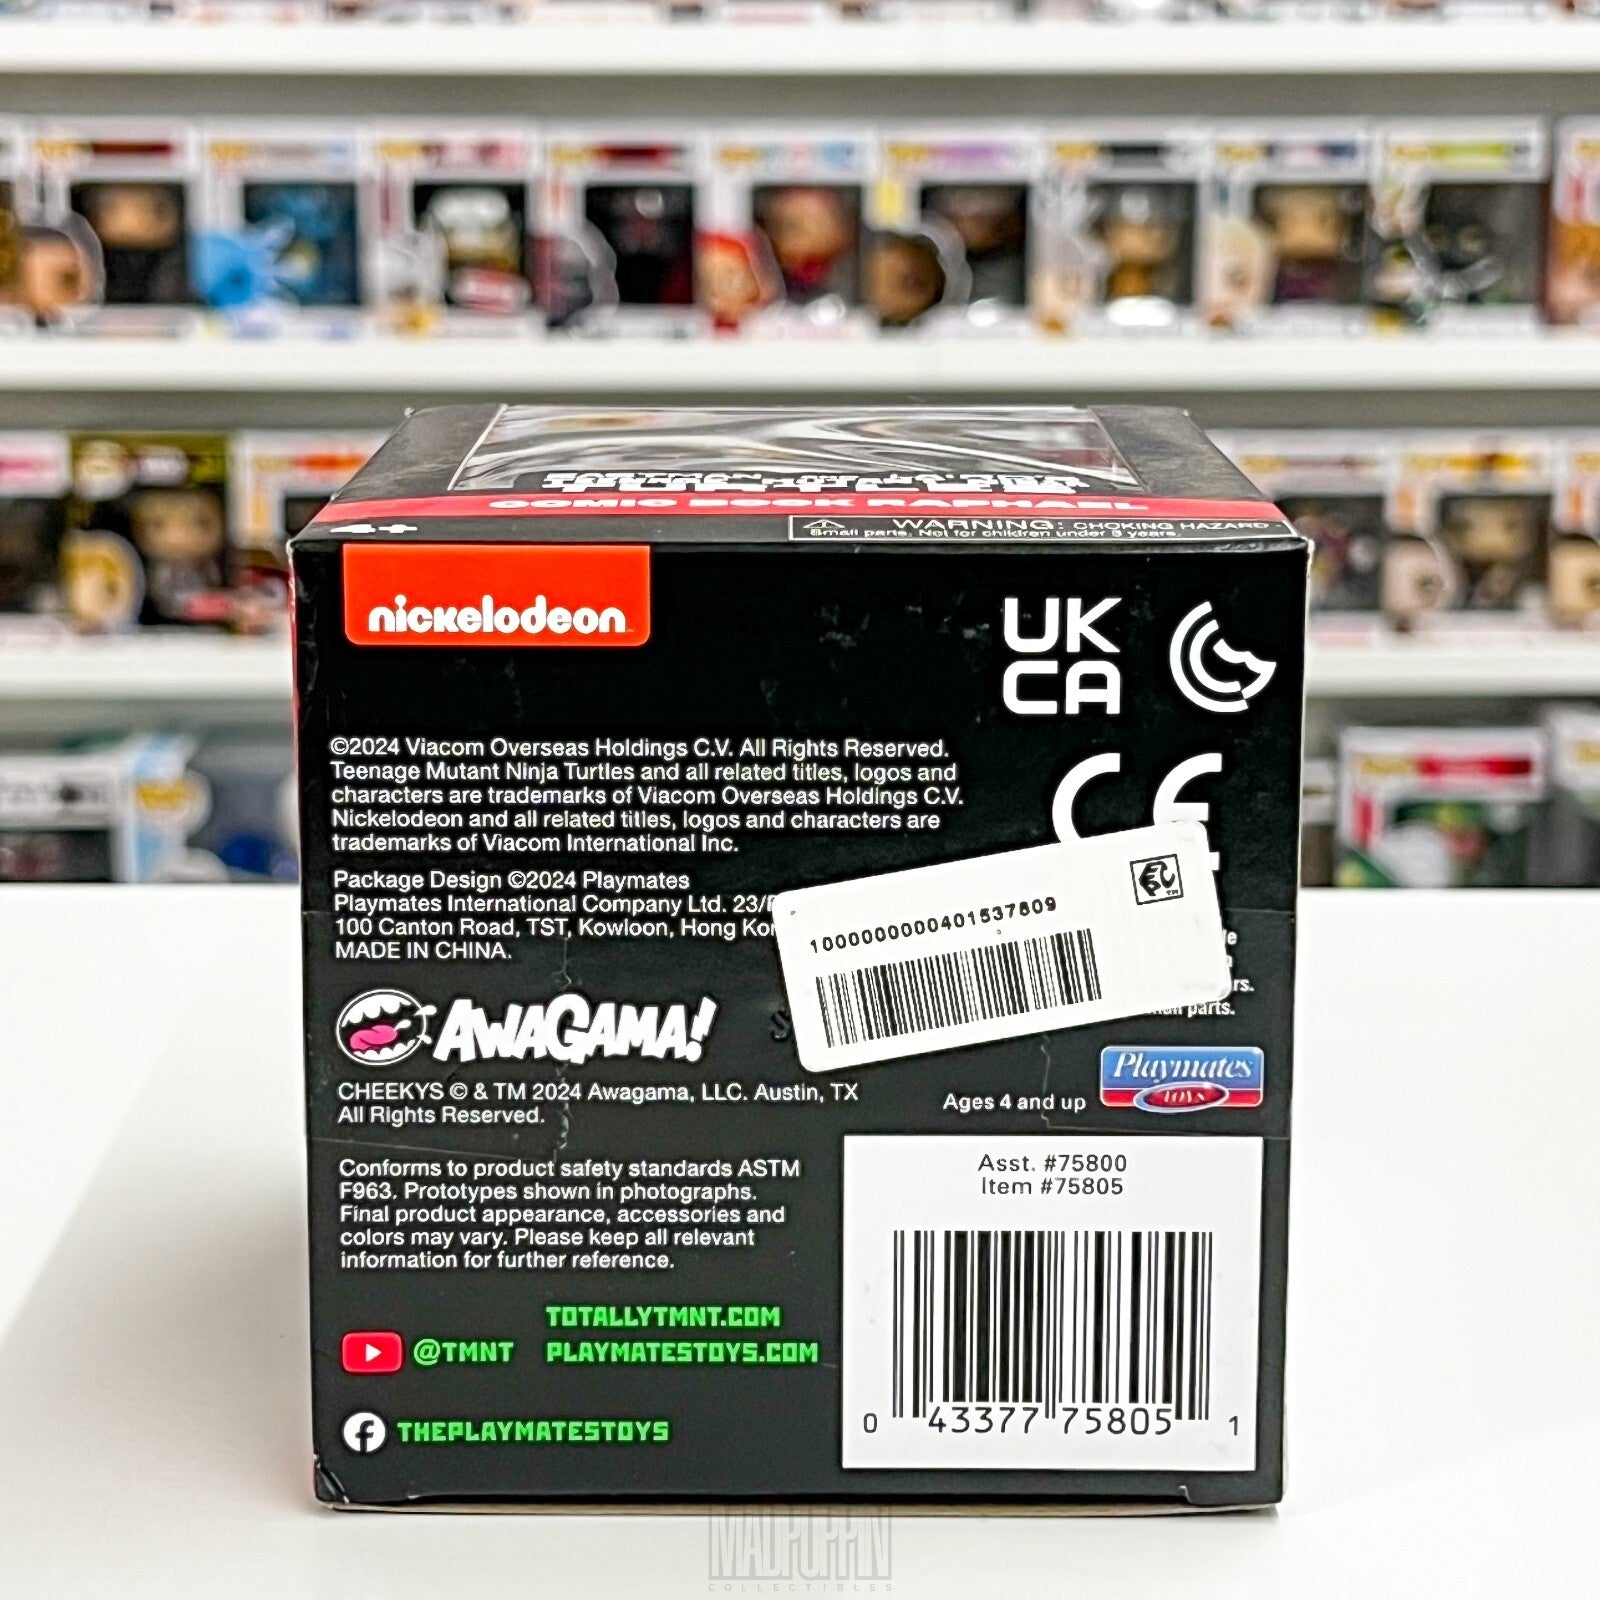 COMIC BOOK RAPHAEL
4+
WARNING: CHOKING HAZARD -
Small parts. Not for children under 3 years.
nickelodeon
UK
CA
CE
©2024 Viacom Overseas Holdings C.V. All Rights Reserved.
Teenage Mutant Ninja Turtles and all related titles, logos and
characters are trademarks of Viacom Overseas Holdings C.V.
Nickelodeon and all related titles, logos and characters are
trademarks of Viacom International Inc.
Package Design ©2024 Playmates
Playmates International Company Ltd. 23/
100 Canton Road, TST, Kowloon, Hong
MADE IN CHINA.
1000000000401537609
parts.
AWAGAMA!
CHEEKYS © & TM 2024 Awagama, LLC. Austin, TX
All Rights Reserved.
Ages 4 and up
Playmates
TOYS
Conforms to product safety standards ASTM
F963. Prototypes shown in photographs.
Final product appearance, accessories and
colors may vary. Please keep all relevant
information for further reference.
Asst. #75800
Item #75805
0 43377 75805 1
TOTALLYTMNT.COM
@TMNT PLAYMATESTOYS.COM
THEPLAYMATESTOYS
MADPOPPIN
COLLECTIBLES